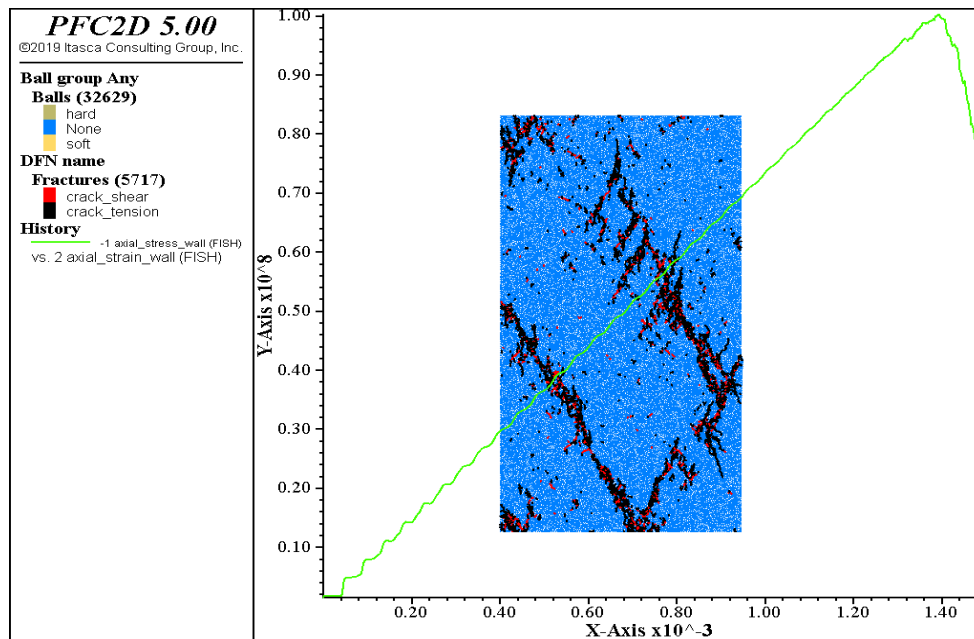 PFC2D 5.00
©2019 Itasca Consulting Group, Inc.
Ball group Any
Balls (32629)
hard
None
soft
DFN name
Fractures (5717)
crack_shear
crack_tension
History
-1 axial_stress_wall (FISH)
vs. 2 axial_strain_wall (FISH)
Y-Axis x10^8
1.00
0.90
0.80
0.70
0.60
0.50
0.40
0.30
0.20
0.10
0.20
0.40
0.60
0.80
1.00
1.20
1.40
X-Axis x10^-3